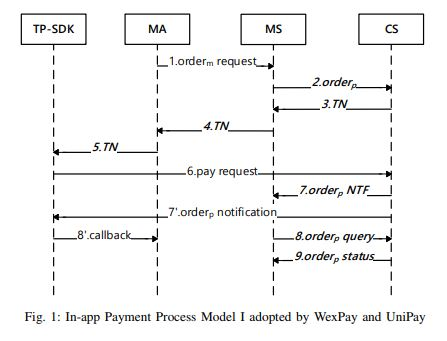 TP-SDK MA MS CS
1.orderm request
2.orderp
3.TN
4.TN
5.TN
6.pay request
7.orderp NTF
7'.orderp notification
8'.callback 8.orderp query
9.orderp status
Fig. 1: In-app Payment Process Model I adopted by WexPay and UniPay